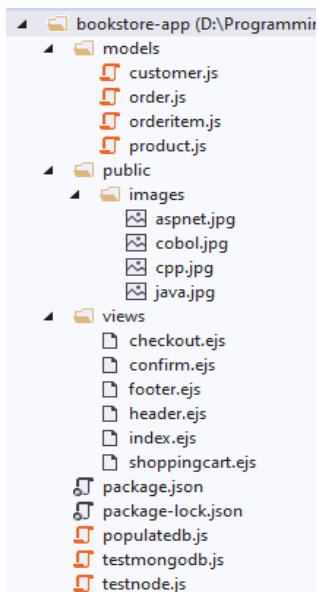 bookstore-app (D:\Programmin
models
customer.js
order.js
orderitem.js
product.js
public
images
aspnet.jpg
cobol.jpg
cpp.jpg
java.jpg
views
checkout.ejs
confirm.ejs
footer.ejs
header.ejs
index.ejs
shoppingcart.ejs
package.json
package-lock.json
populatedb.js
testmongodb.js
testnode.js